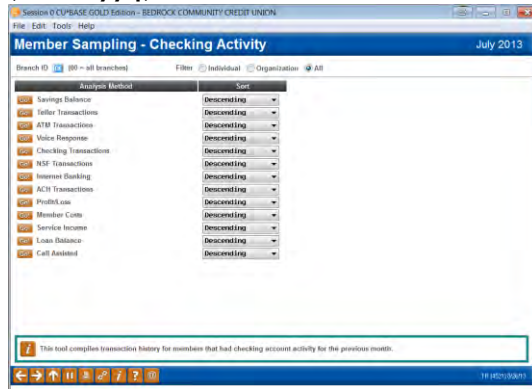 Session 0 CU*BASE GOLD Edition - BEDROCK COMMUNITY CREDIT UNION
File Edit Tools Help
Member Sampling - Checking Activity July 2013
Branch ID (00 = all branches) Filter Individual Organization All
Analysis Method Sort
Savings Balance Descending
Teller Transactions Descending
ATM Transactions Descending
Voice Response Descending
Checking Transactions Descending
NSF Transactions Descending
Internet Banking Descending
ACH Transactions Descending
Profit/Loss Descending
Member Costs Descending
Service Income Descending
Loan Balance Descending
Call Assisted Descending
This tool compiles transaction history for members that had checking account activity for the previous month.